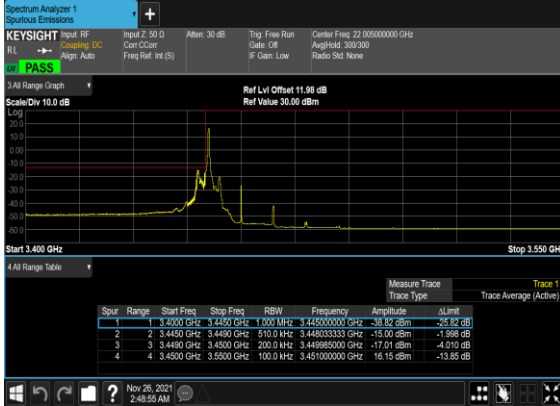 Spectrum Analyzer 1
Spurious Emissions
+
KEYSIGHT Input: RF Input Z: 50 Ω Atten: 30 dB Trig: Free Run Center Freq: 22.005000000 GHz
RL Coupling: DC Corr CCorr Gate: Off Avg|Hold: 300/300
Align: Auto Freq Ref: Int (S) IF Gain: Low Radio Std: None
LXI PASS
3 All Range Graph
Ref Lvl Offset 11.98 dB
Scale/Div 10.0 dB Ref Value 30.00 dBm
Log
20.0
10.0
0.00
-10.0
-20.0
-30.0
-40.0
-50.0
-60.0
Start 3.400 GHz Stop 3.550 GH
4 All Range Table
Measure Trace Trace 1
Trace Type Trace Average (Active)
Spur Range Start Freq Stop Freq RBW Frequency Amplitude ΔLimit
1 1 3.4000 GHz 3.4450 GHz 1.000 MHz 3.445000000 GHz -38.82 dBm -25.82 dB
2 2 3.4450 GHz 3.4490 GHz 510.0 kHz 3.448033333 GHz -15.00 dBm -1.998 dB
3 3 3.4490 GHz 3.4500 GHz 200.0 kHz 3.449985000 GHz -17.01 dBm -4.010 dB
4 4 3.4500 GHz 3.5500 GHz 100.0 kHz 3.451000000 GHz 16.15 dBm -13.85 dB
? Nov 26, 2021
2:48:55 AM